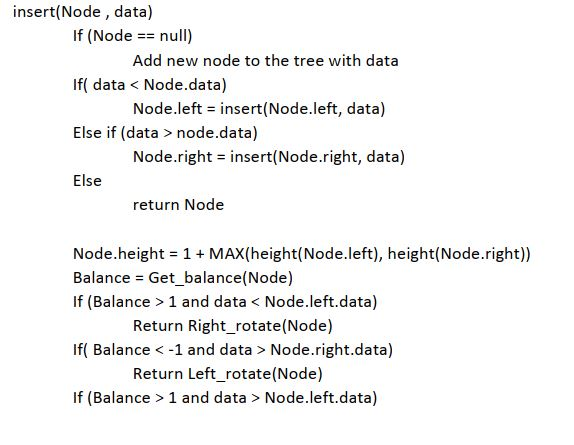 insert(Node , data)
If (Node == null)
Add new node to the tree with data
If( data < Node.data)
Node.left = insert(Node.left, data)
Else if (data > node.data)
Node.right = insert(Node.right, data)
Else
return Node
Node.height = 1 + MAX(height(Node.left), height(Node.right))
Balance = Get_balance(Node)
If (Balance > 1 and data < Node.left.data)
Return Right_rotate(Node)
If( Balance < -1 and data > Node.right.data)
Return Left_rotate(Node)
If (Balance > 1 and data > Node.left.data)